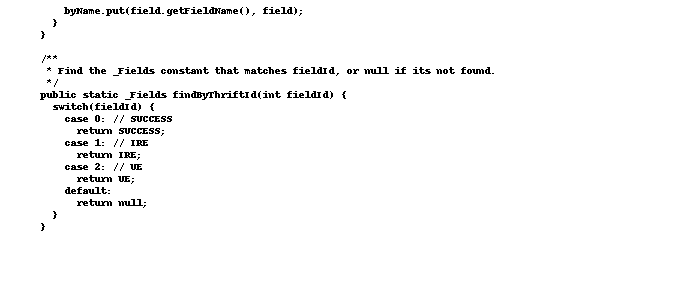 byName.put(field.getFieldName(), field);
}
}
/**
* Find the _Fields constant that matches fieldId, or null if its not found.
*/
public static _Fields findByThriftId(int fieldId) {
switch(fieldId) {
case 0: // SUCCESS
return SUCCESS;
case 1: // IRE
return IRE;
case 2: // UE
return UE;
default:
return null;
}
}